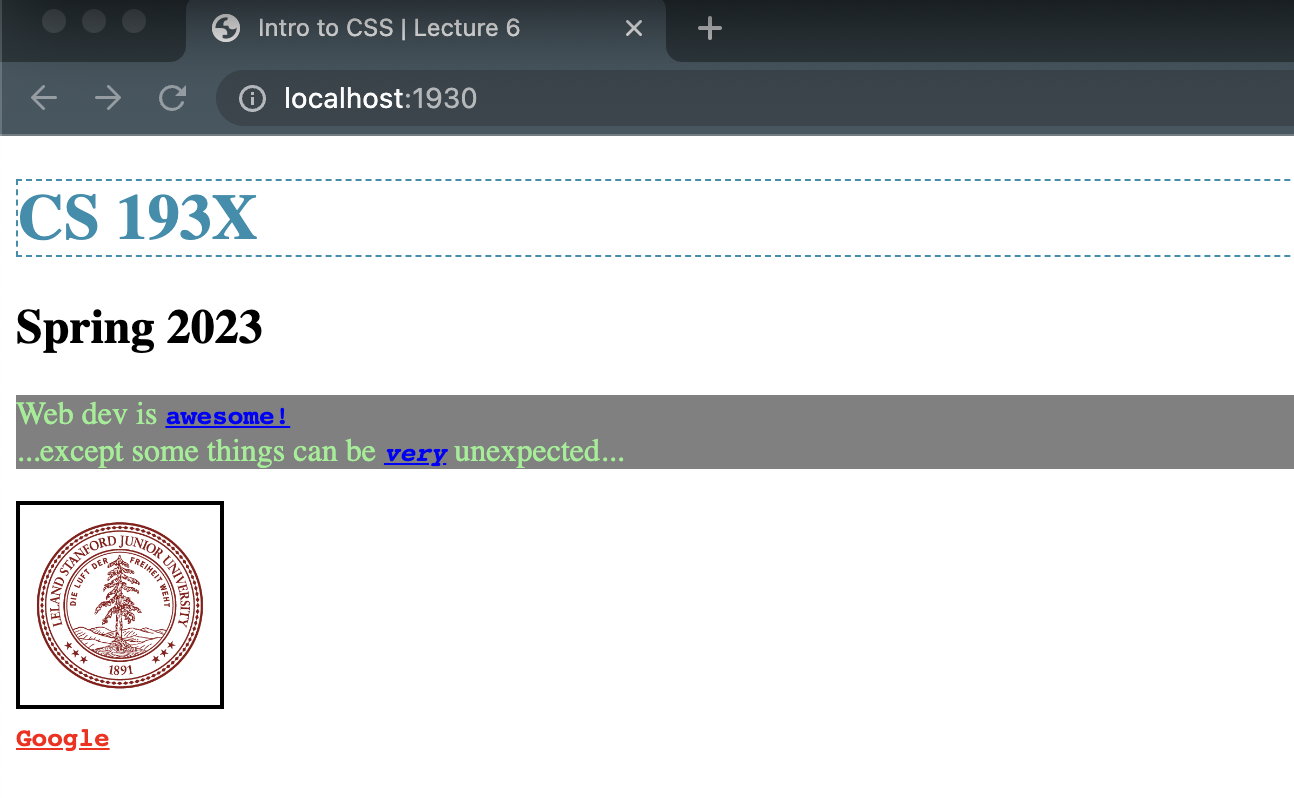 Intro to CSS | Lecture 6
localhost:1930
CS 193X
Spring 2023
Web dev is awesome!
...except some things can be very unexpected...
LELAND STANFORD JUNIOR UNIVERSITY
DIE LUFT DER FREIHEIT WEHT
1891
Google